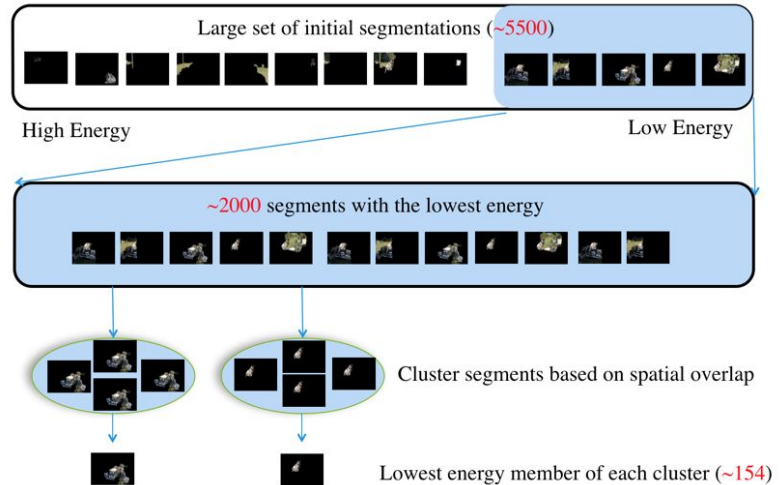 Large set of initial segmentations (~5500)
High Energy
Low Energy
~2000 segments with the lowest energy
Cluster segments based on spatial overlap
Lowest energy member of each cluster (~154)